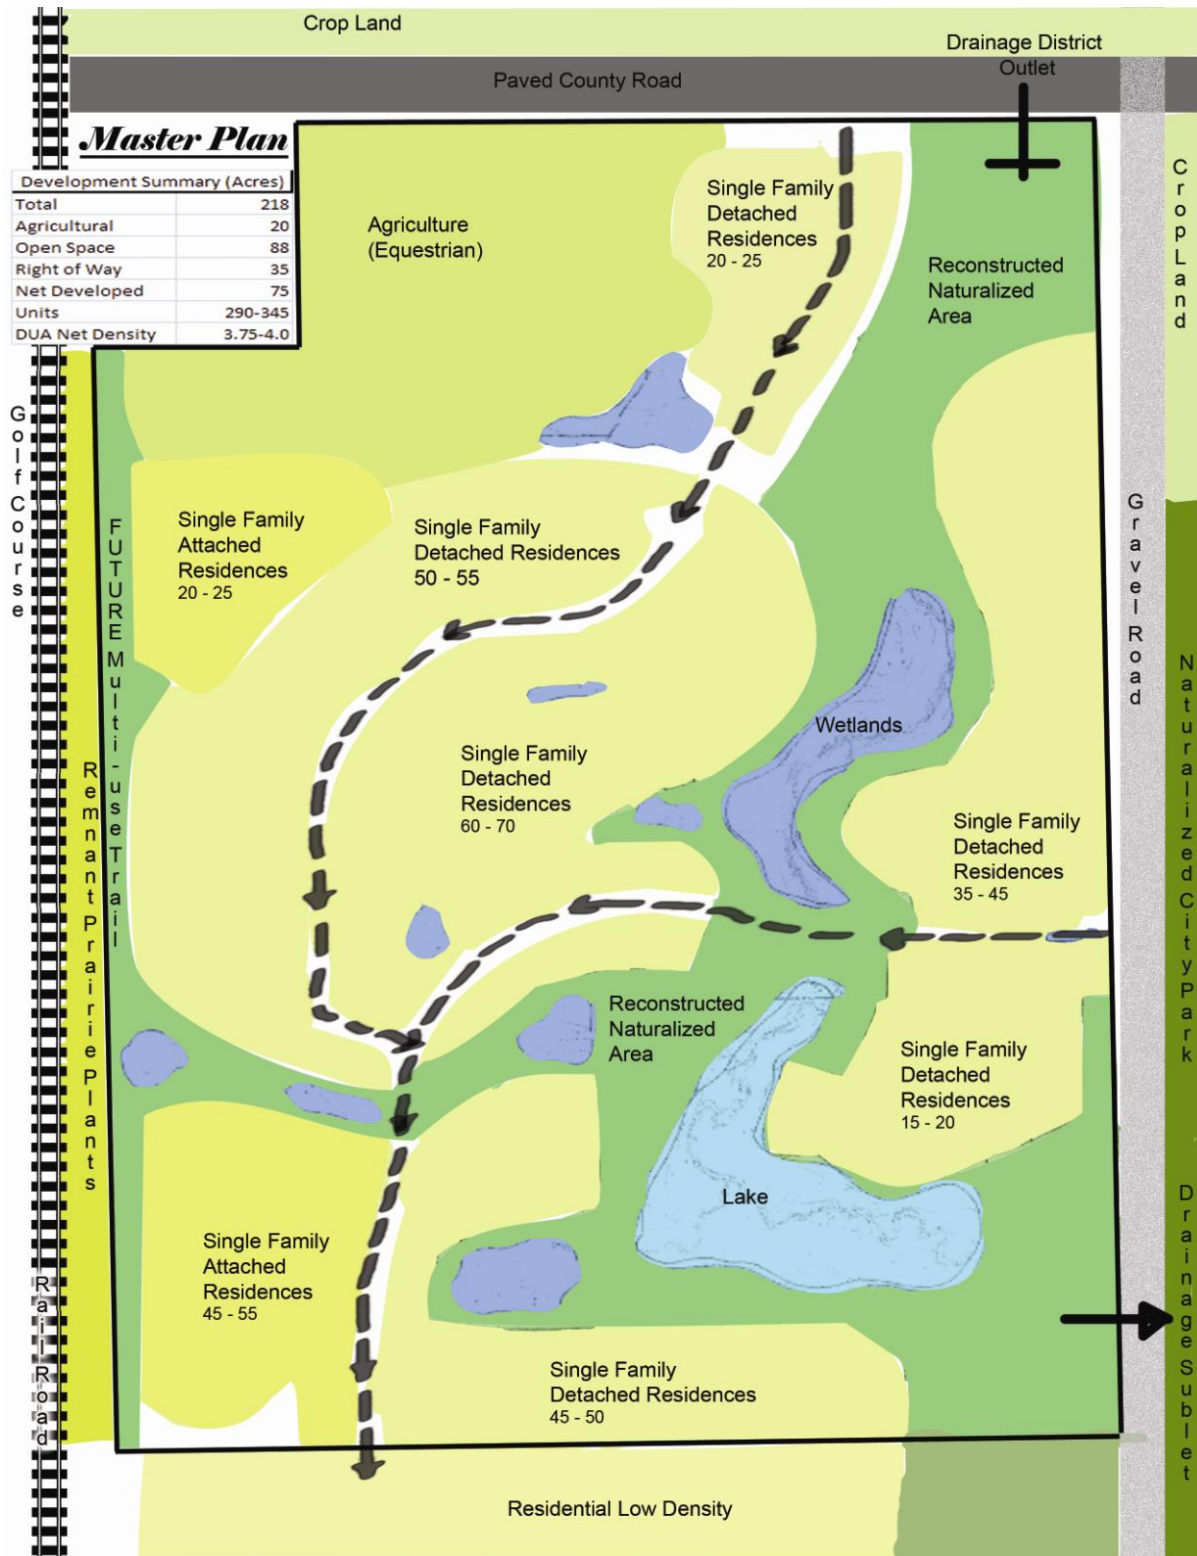 Crop Land
Drainage District
Outlet
Paved County Road
Master Plan
Development Summary (Acres)
Total 218
Agricultural 20
Open Space 88
Right of Way 35
Net Developed 75
Units 290-345
DUA Net Density 3.75-4.0
Agriculture
(Equestrian)
Single Family
Detached
Residences
20 - 25
Reconstructed
Naturalized
Area
Crop Land
Golf Course
Single Family
Attached
Residences
20 - 25
Single Family
Detached Residences
50 - 55
FUTURE Multi-use Trail
Gravel Road
Wetlands
Single Family
Detached
Residences
60 - 70
Single Family
Detached
Residences
35 - 45
Naturalized City Park
Remnant Prairie Plants
Reconstructed
Naturalized
Area
Single Family
Detached
Residences
15 - 20
Lake
Single Family
Attached
Residences
45 - 55
Drainage Sublet
Rail Road
Single Family
Detached Residences
45 - 50
Residential Low Density